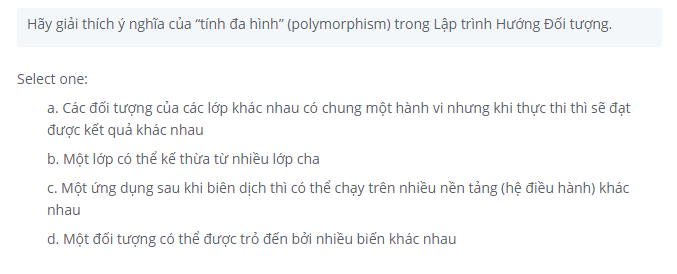 Hãy giải thích ý nghĩa của “tính đa hình” (polymorphism) trong Lập trình Hướng Đối tượng.
Select one:
a. Các đối tượng của các lớp khác nhau có chung một hành vi nhưng khi thực thi thì sẽ đạt
được kết quả khác nhau
b. Một lớp có thể kế thừa từ nhiều lớp cha
c. Một ứng dụng sau khi biên dịch thì có thể chạy trên nhiều nền tảng (hệ điều hành) khác
nhau
d. Một đối tượng có thể được trỏ đến bởi nhiều biến khác nhau